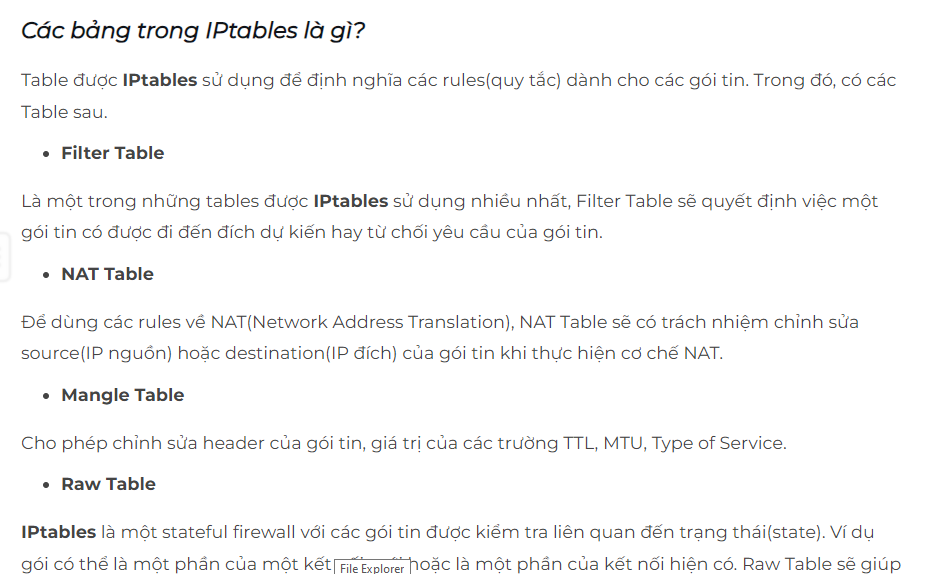 Các bảng trong IPtables là gì?
Table được IPtables sử dụng để định nghĩa các rules(quy tắc) dành cho các gói tin. Trong đó, có các
Table sau.
• Filter Table
Là một trong những tables được IPtables sử dụng nhiều nhất, Filter Table sẽ quyết định việc một
gói tin có được đi đến đích dự kiến hay từ chối yêu cầu của gói tin.
• NAT Table
Để dùng các rules về NAT(Network Address Translation), NAT Table sẽ có trách nhiệm chỉnh sửa
source(IP nguồn) hoặc destination(IP đích) của gói tin khi thực hiện cơ chế NAT.
• Mangle Table
Cho phép chỉnh sửa header của gói tin, giá trị của các trường TTL, MTU, Type of Service.
• Raw Table
IPtables là một stateful firewall với các gói tin được kiểm tra liên quan đến trạng thái(state). Ví dụ
gói có thể là một phần của một kết hoặc là một phần của kết nối hiện có. Raw Table sẽ giúp
File Explorer